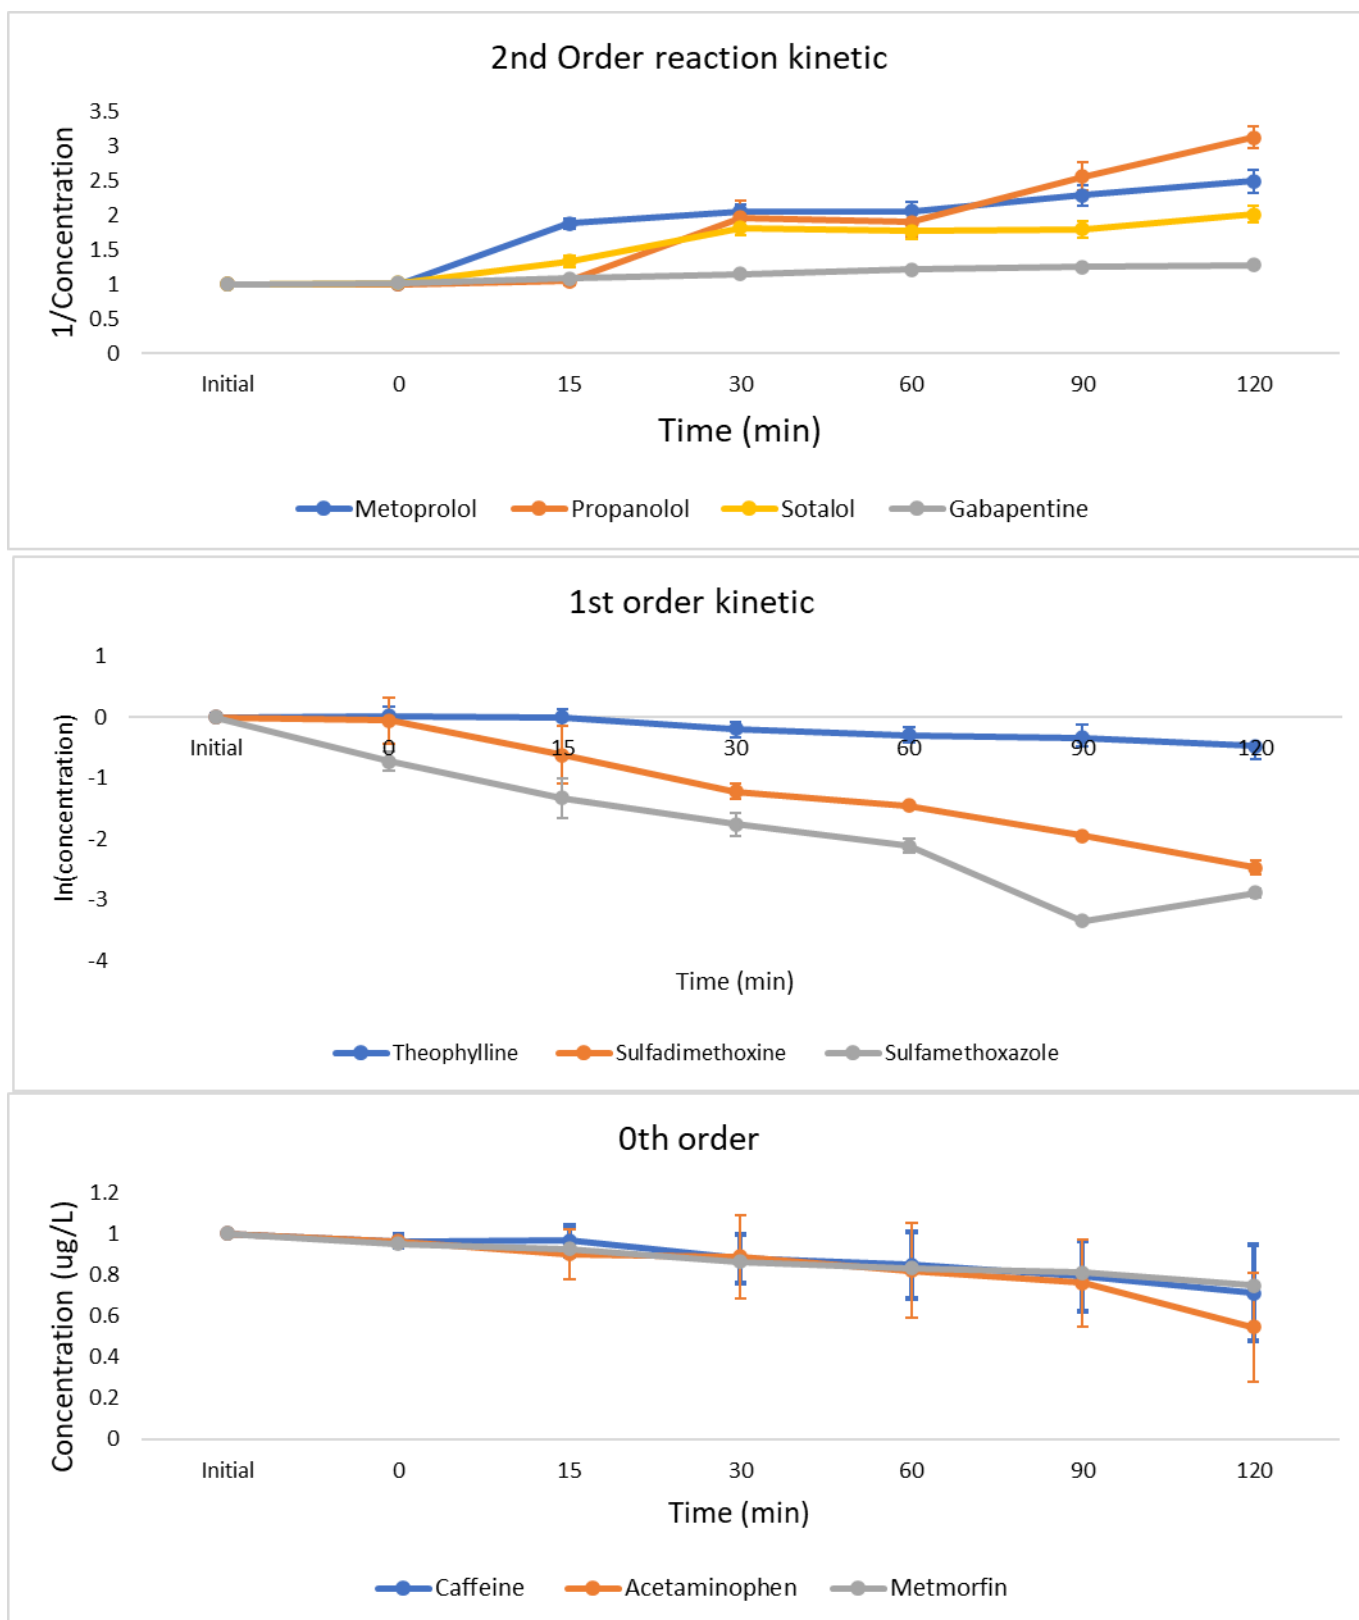 2nd Order reaction kinetic
1/Concentration
3.5
3
2.5
2
1.5
1
0.5
0
Initial 0 15 30 60 90 120
Time (min)
Metoprolol Propanolol Sotalol Gabapentine
1st order kinetic
ln(concentration)
1
0
-1
-2
-3
-4
Initial 0 15 30 60 90 120
Time (min)
Theophylline Sulfadimethoxine Sulfamethoxazole
0th order
Concentration (ug/L)
1.2
1
0.8
0.6
0.4
0.2
0
Initial 0 15 30 60 90 120
Time (min)
Caffeine Acetaminophen Metmorfin